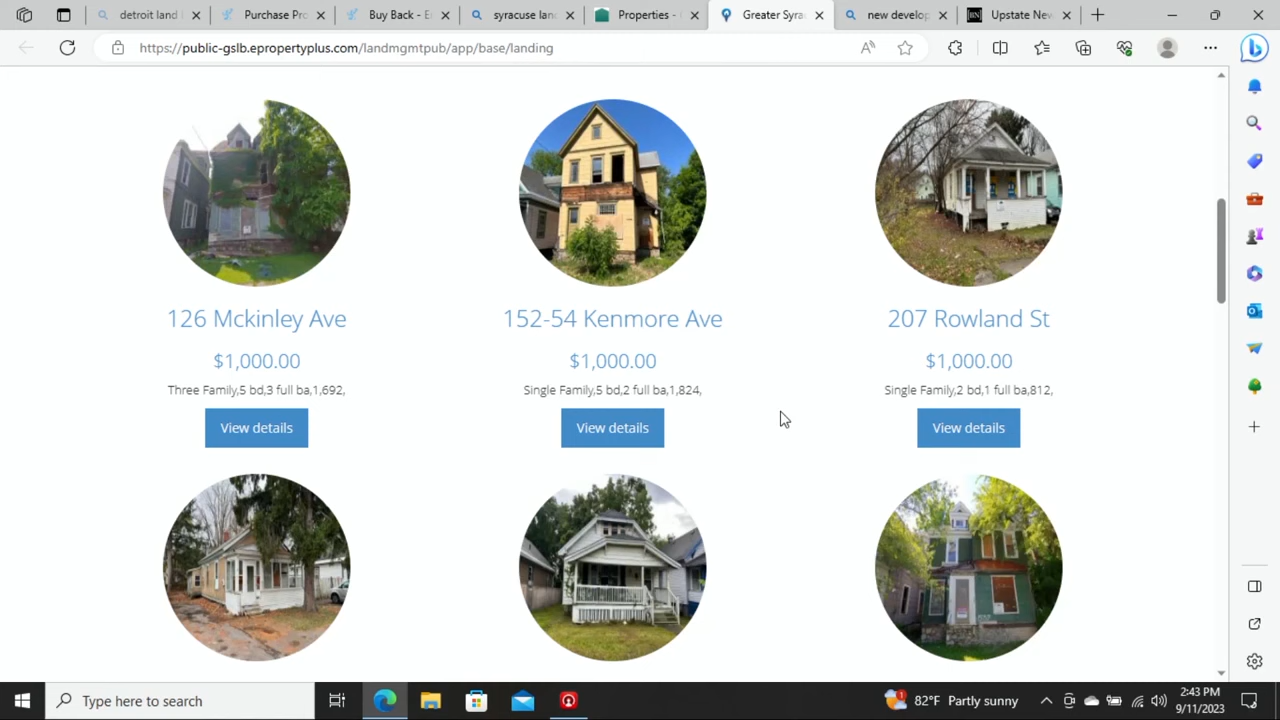 detroit land
Purchase Pro
Buy Back - E
syracuse lan
Properties -
Greater Syra
new develop
BN
Upstate New
https://public-gslb.epropertyplus.com/landmgmtpub/app/base/landing
126 Mckinley Ave
152-54 Kenmore Ave
207 Rowland St
$1,000.00
$1,000.00
$1,000.00
Three Family,5 bd,3 full ba,1,692,
Single Family,5 bd,2 full ba,1,824,
Single Family,2 bd,1 full ba,812,
View details
View details
View details
Type here to search
1
82°F Partly sunny
2:43 PM
9/11/2023